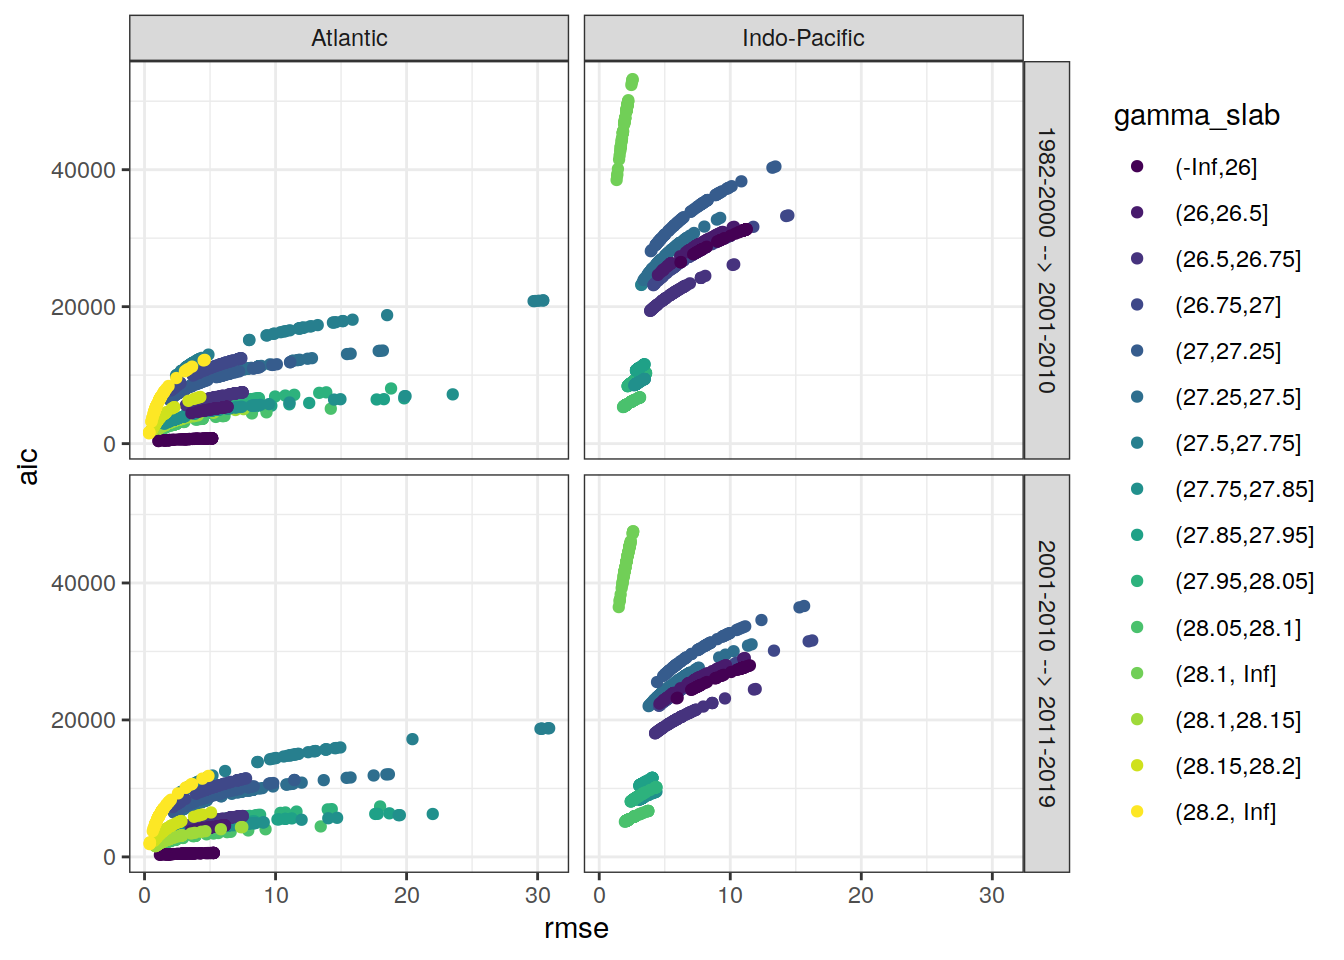 Atlantic
Indo-Pacific
1982-2000 --> 2001-2010
2001-2010 --> 2011-2019
aic
40000
20000
0
40000
20000
0
0 10 20 30
0 10 20 30
rmse
gamma_slab
(-Inf,26]
(26,26.5]
(26.5,26.75]
(26.75,27]
(27,27.25]
(27.25,27.5]
(27.5,27.75]
(27.75,27.85]
(27.85,27.95]
(27.95,28.05]
(28.05,28.1]
(28.1, Inf]
(28.1,28.15]
(28.15,28.2]
(28.2, Inf]